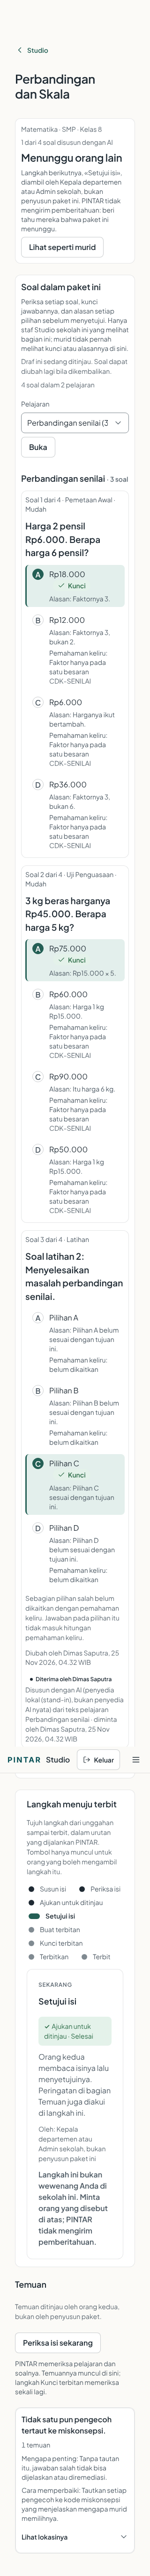 Studio
Perbandingan
dan Skala
Matematika · SMP · Kelas 8
1 dari 4 soal disusun dengan AI
Menunggu orang lain
Langkah berikutnya, «Setujui isi»,
diambil oleh Kepala departemen
atau Admin sekolah, bukan
penyusun paket ini. PINTAR tidak
mengirim pemberitahuan; beri
tahu mereka bahwa paket ini
menunggu.
Lihat seperti murid
Soal dalam paket ini
Periksa setiap soal, kunci
jawabannya, dan alasan setiap
pilihan sebelum menyetujui. Hanya
staf Studio sekolah ini yang melihat
bagian ini; murid tidak pernah
melihat kunci atau alasannya di sini.
Draf ini sedang ditinjau. Soal dapat
diubah lagi bila dikembalikan.
4 soal dalam 2 pelajaran
Pelajaran
Perbandingan senilai (3
Buka
Perbandingan senilai · 3 soal
Soal 1 dari 4 · Pemetaan Awal ·
Mudah
Harga 2 pensil
Rp6.000. Berapa
harga 6 pensil?
A Rp18.000
✓ Kunci
Alasan: Faktornya 3.
B Rp12.000
Alasan: Faktornya 3,
bukan 2.
Pemahaman keliru:
Faktor hanya pada
satu besaran
CDK-SENILAI
C Rp6.000
Alasan: Harganya ikut
bertambah.
Pemahaman keliru:
Faktor hanya pada
satu besaran
CDK-SENILAI
D Rp36.000
Alasan: Faktornya 3,
bukan 6.
Pemahaman keliru:
Faktor hanya pada
satu besaran
CDK-SENILAI
Soal 2 dari 4 · Uji Penguasaan ·
Mudah
3 kg beras harganya
Rp45.000. Berapa
harga 5 kg?
A Rp75.000
✓ Kunci
Alasan: Rp15.000 × 5.
B Rp60.000
Alasan: Harga 1 kg
Rp15.000.
Pemahaman keliru:
Faktor hanya pada
satu besaran
CDK-SENILAI
C Rp90.000
Alasan: Itu harga 6 kg.
Pemahaman keliru:
Faktor hanya pada
satu besaran
CDK-SENILAI
D Rp50.000
Alasan: Harga 1 kg
Rp15.000.
Pemahaman keliru:
Faktor hanya pada
satu besaran
CDK-SENILAI
Soal 3 dari 4 · Latihan
Soal latihan 2:
Menyelesaikan
masalah perbandingan
senilai.
A Pilihan A
Alasan: Pilihan A belum
sesuai dengan tujuan
ini.
Pemahaman keliru:
belum dikaitkan
B Pilihan B
Alasan: Pilihan B belum
sesuai dengan tujuan
ini.
Pemahaman keliru:
belum dikaitkan
C Pilihan C
✓ Kunci
Alasan: Pilihan C
sesuai dengan tujuan
ini.
D Pilihan D
Alasan: Pilihan D
belum sesuai dengan
tujuan ini.
Pemahaman keliru:
belum dikaitkan
Sebagian pilihan salah belum
dikaitkan dengan pemahaman
keliru. Jawaban pada pilihan itu
tidak masuk hitungan
pemahaman keliru.
Diubah oleh Dimas Saputra, 25
Nov 2026, 04.32 WIB
• Diterima oleh Dimas Saputra
Disusun dengan AI (penyedia
lokal (stand-in), bukan penyedia
AI nyata) dari teks pelajaran
Perbandingan senilai · diminta
oleh Dimas Saputra, 25 Nov
2026, 04.32 WIB
PINTAR Studio Keluar
Langkah menuju terbit
Tujuh langkah dari unggahan
sampai terbit, dalam urutan
yang dijalankan PINTAR.
Tombol hanya muncul untuk
orang yang boleh mengambil
langkah itu.
Susun isi
Periksa isi
Ajukan untuk ditinjau
Setujui isi
Buat terbitan
Kunci terbitan
Terbitkan
Terbit
SEKARANG
Setujui isi
✓ Ajukan untuk
ditinjau · Selesai
Orang kedua
membaca isinya lalu
menyetujuinya.
Peringatan di bagian
Temuan juga diakui
di langkah ini.
Oleh: Kepala
departemen atau
Admin sekolah, bukan
penyusun paket ini
Langkah ini bukan
wewenang Anda di
sekolah ini. Minta
orang yang disebut
di atas; PINTAR
tidak mengirim
pemberitahuan.
Temuan
Temuan ditinjau oleh orang kedua,
bukan oleh penyusun paket.
Periksa isi sekarang
PINTAR memeriksa pelajaran dan
soalnya. Temuannya muncul di sini;
langkah Kunci terbitan memeriksa
sekali lagi.
Tidak satu pun pengecoh
tertaut ke miskonsepsi.
1 temuan
Mengapa penting: Tanpa tautan
itu, jawaban salah tidak bisa
dijelaskan atau diremediasi.
Cara memperbaiki: Tautkan setiap
pengecoh ke kode miskonsepsi
yang menjelaskan mengapa murid
memilihnya.
Lihat lokasinya